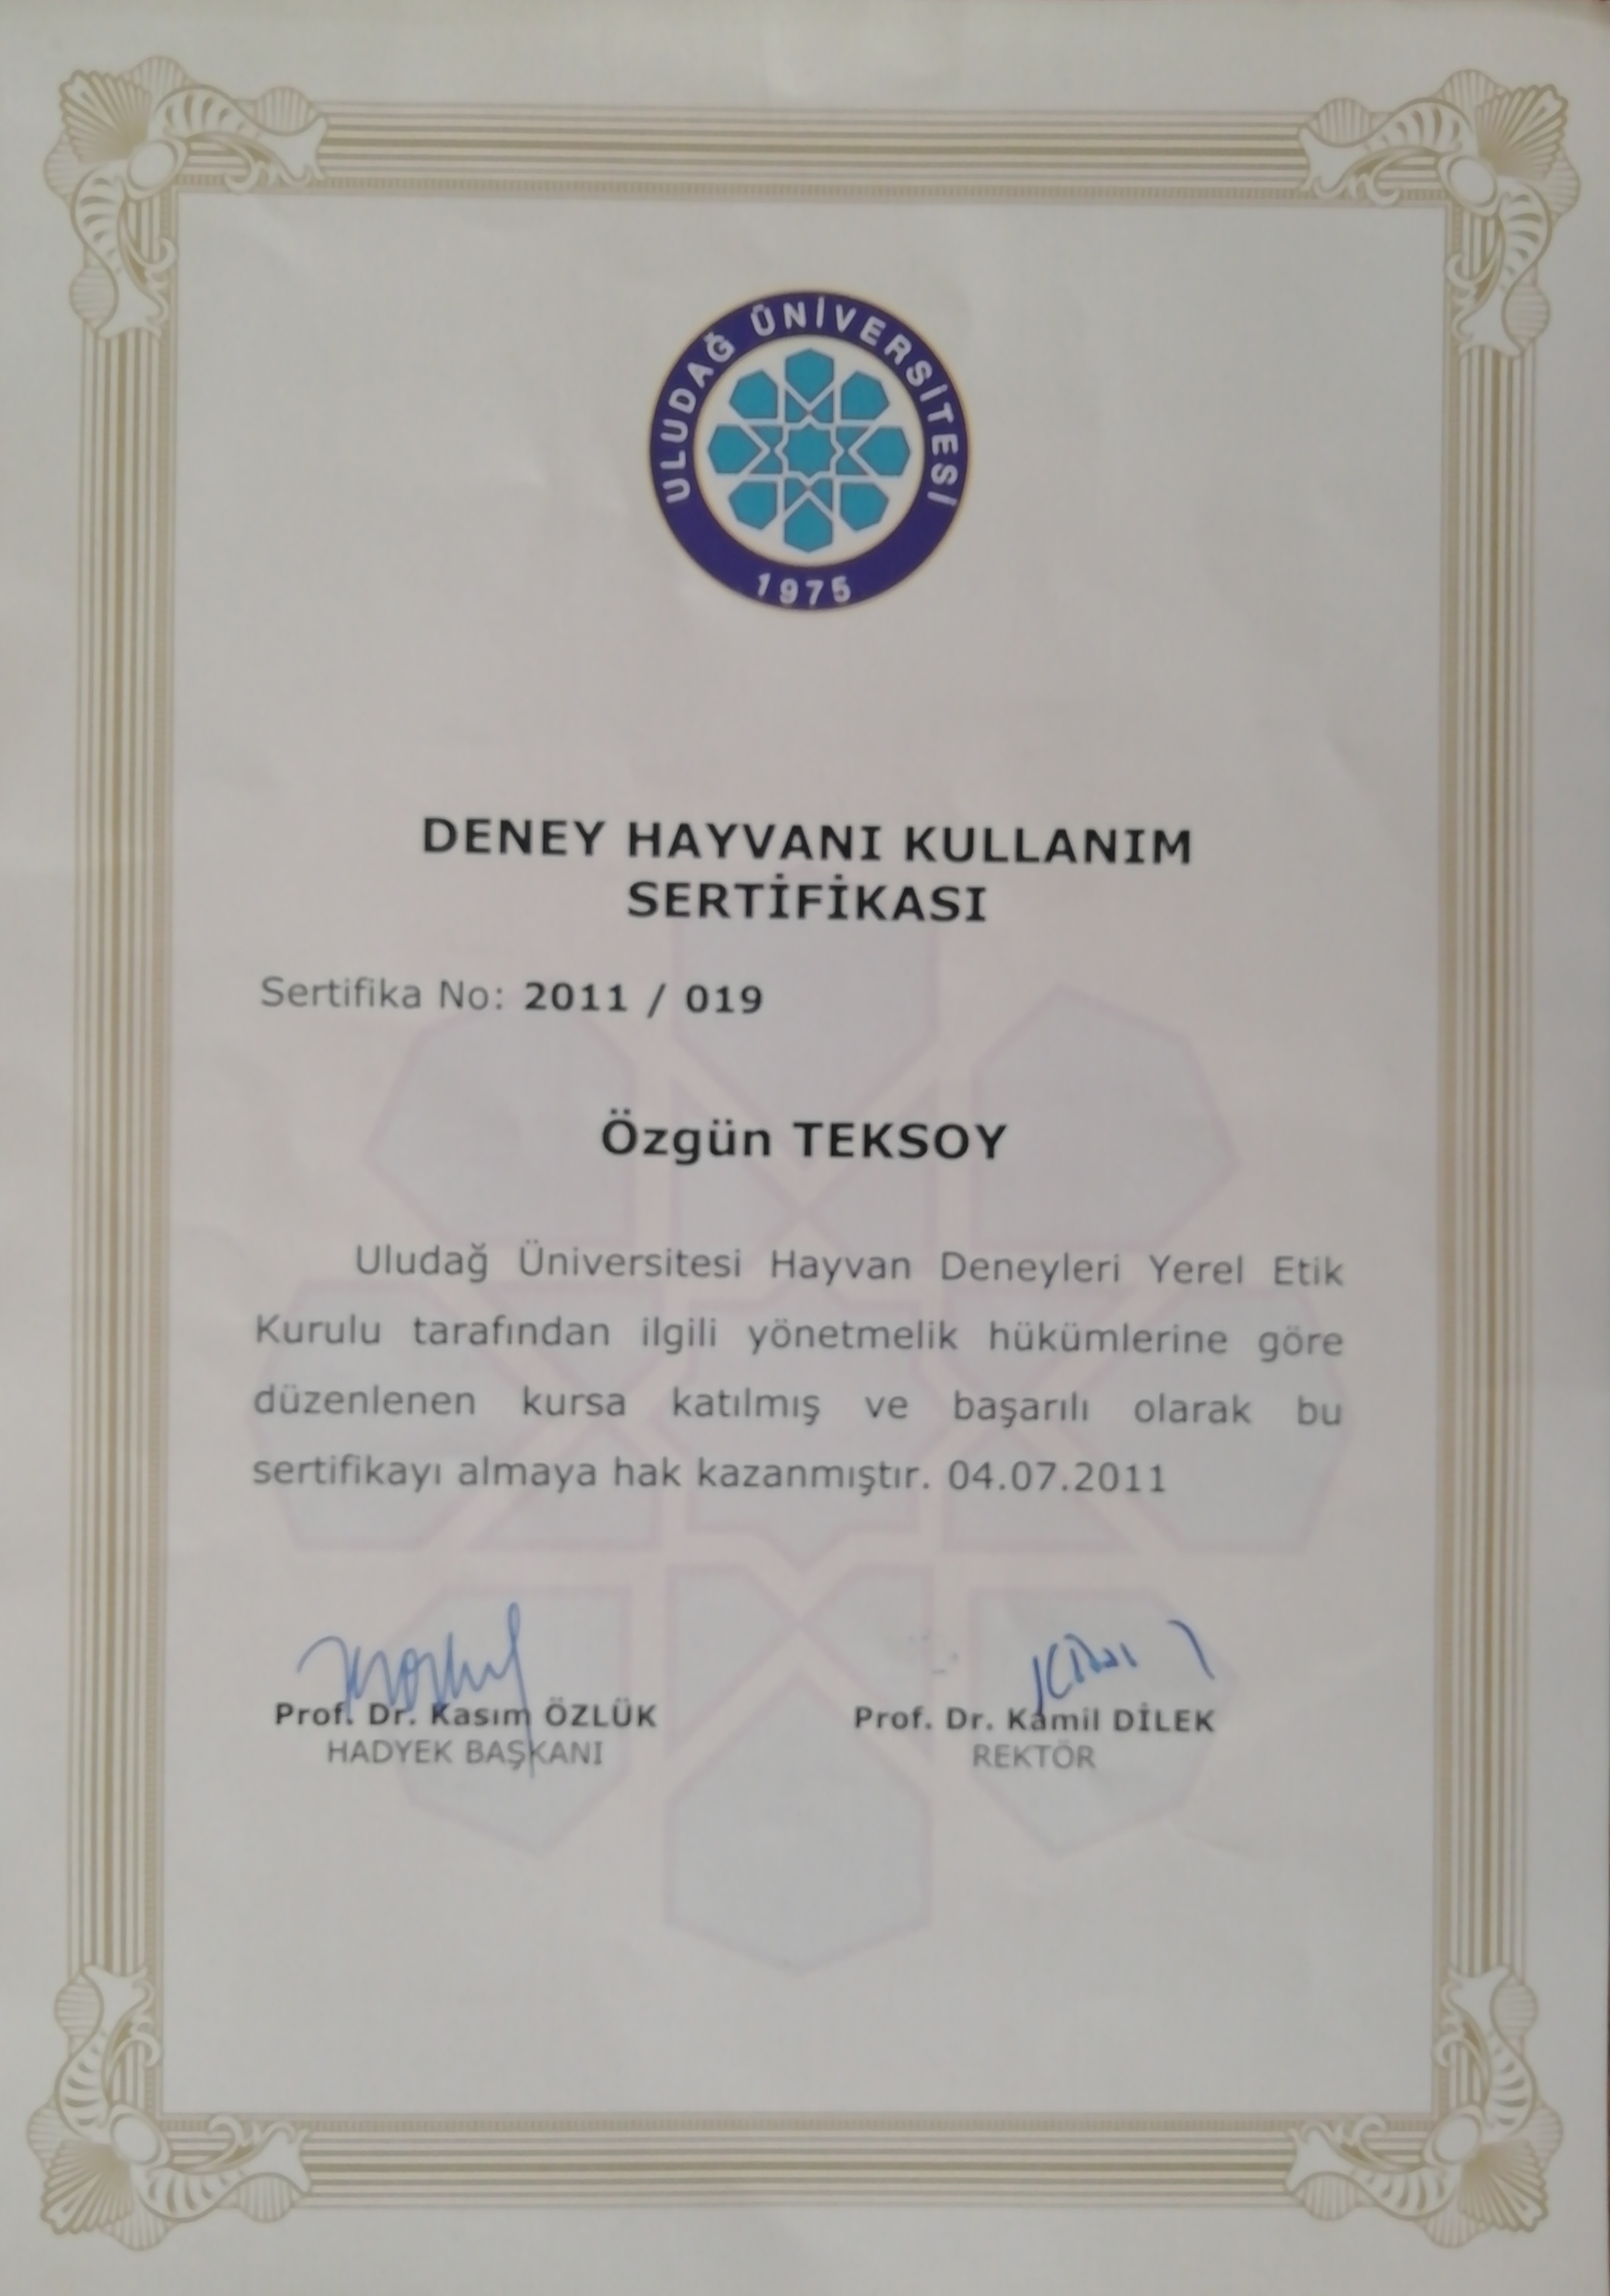 ULUDAĞ ÜNİVERSİTESİ
1975
DENEY HAYVANI KULLANIM
SERTİFİKASI
Sertifika No: 2011 / 019
Özgün TEKSOY
Uludağ Üniversitesi Hayvan Deneyleri Yerel Etik
Kurulu tarafından ilgili yönetmelik hükümlerine göre
düzenlenen kursa katılmış ve başarılı olarak bu
sertifikayı almaya hak kazanmıştır. 04.07.2011
Prof. Dr. Kasım ÖZLÜK
HADYEK BAŞKANI
Prof. Dr. Kamil DİLEK
REKTÖR